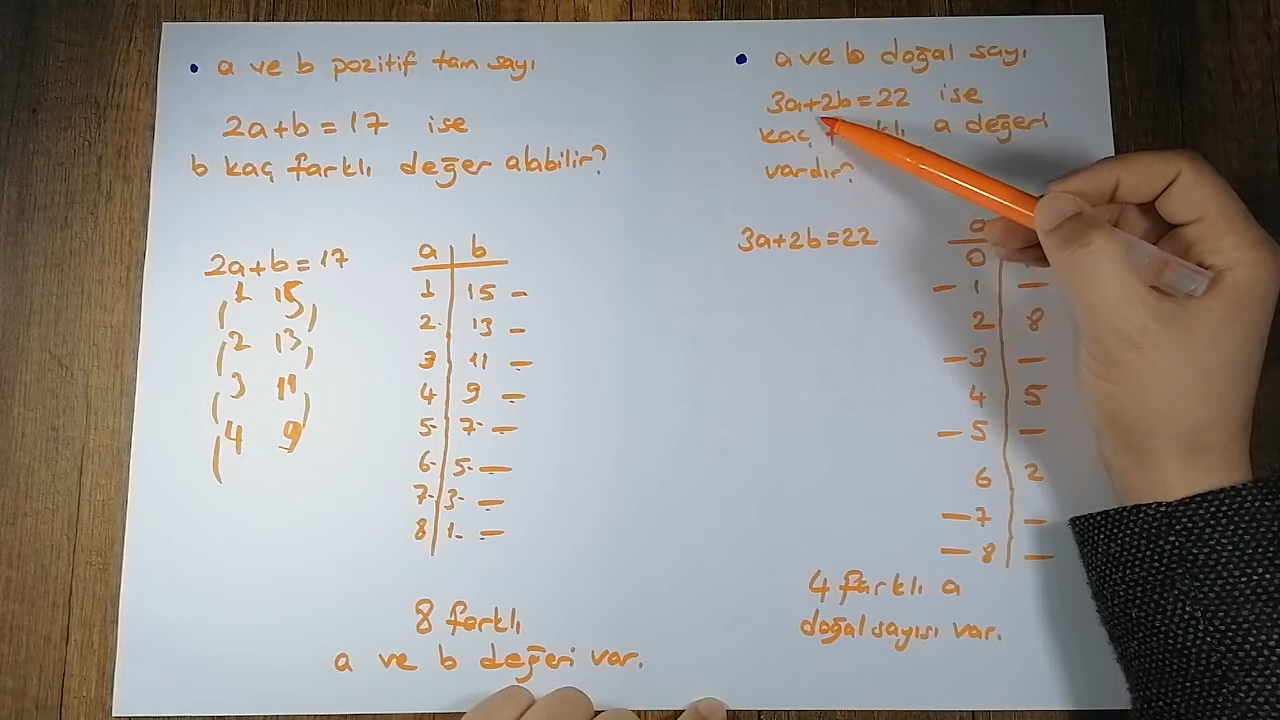 • a ve b pozitif tam sayı
2a+b=17 ise
b kaç farklı değer alabilir?
2a+b=17
(1 15)
(2 13)
(3 11)
(4 9
a b
1 15 -
2 13 -
3 11 -
4 9 -
5 7 -
6 5 -
7 3 -
8 1 -
8 farklı
a ve b değeri var.
• a ve b doğal sayı
3a+2b=22 ise
kaç a değeri
vardır?
3a+2b=22
a
0
- 1 -
2 8
- 3 -
4 5
- 5 -
6 2
- 7 -
- 8 -
4 farklı a
doğal sayısı var.